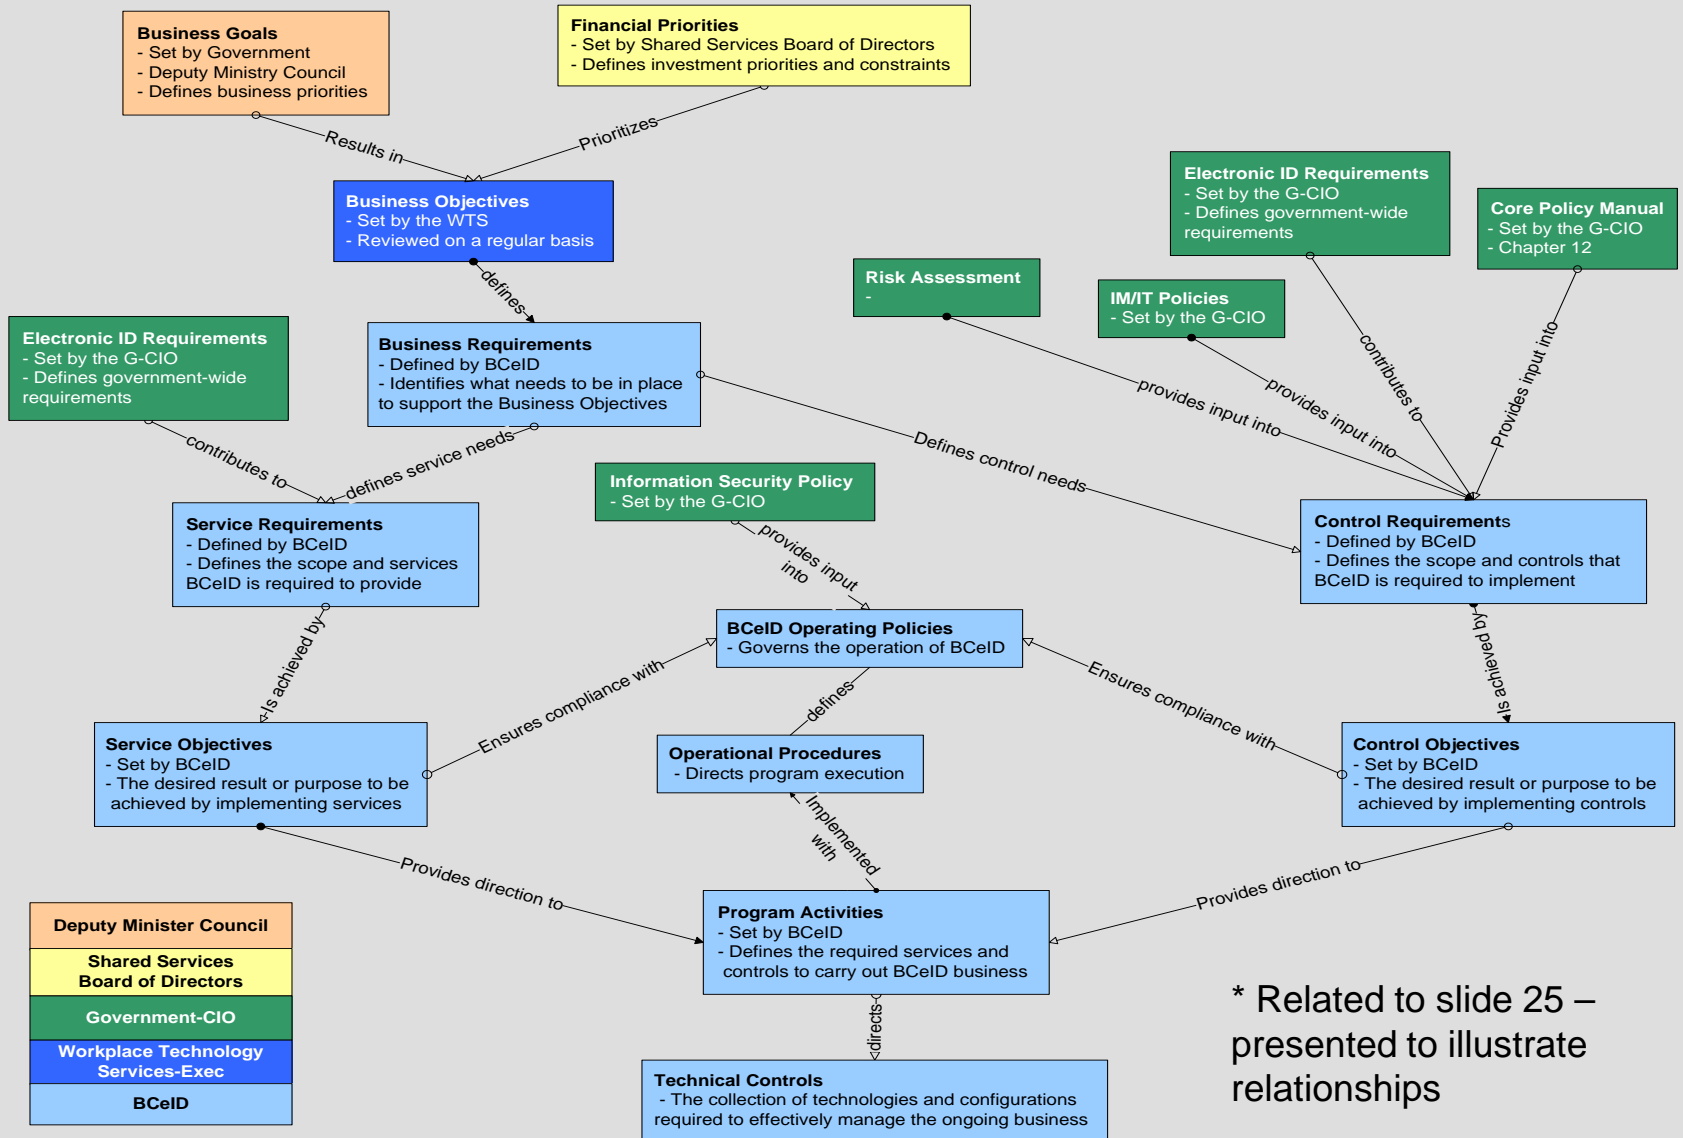 Business Goals
- Set by Government
- Deputy Ministry Council
- Defines business priorities
Financial Priorities
- Set by Shared Services Board of Directors
- Defines investment priorities and constraints
Results in
Prioritizes
Business Objectives
- Set by the WTS
- Reviewed on a regular basis
Electronic ID Requirements
- Set by the G-CIO
- Defines government-wide
requirements
Core Policy Manual
- Set by the G-CIO
- Chapter 12
Risk Assessment
-
IM/IT Policies
- Set by the G-CIO
defines
Electronic ID Requirements
- Set by the G-CIO
- Defines government-wide
requirements
Business Requirements
- Defined by BCeID
- Identifies what needs to be in place
to support the Business Objectives
contributes to
defines service needs
Defines control needs
provides input into
provides input into
contributes to
Provides input into
Information Security Policy
- Set by the G-CIO
Service Requirements
- Defined by BCeID
- Defines the scope and services
BCeID is required to provide
provides input
into
Control Requirements
- Defined by BCeID
- Defines the scope and controls that
BCeID is required to implement
BCeID Operating Policies
- Governs the operation of BCeID
Is achieved by
Ensures compliance with
defines
Ensures compliance with
Is achieved by
Service Objectives
- Set by BCeID
- The desired result or purpose to be
achieved by implementing services
Operational Procedures
- Directs program execution
Control Objectives
- Set by BCeID
- The desired result or purpose to be
achieved by implementing controls
Implemented
with
Provides direction to
Provides direction to
Program Activities
- Set by BCeID
- Defines the required services and
controls to carry out BCeID business
directs
Technical Controls
- The collection of technologies and configurations
required to effectively manage the ongoing business
Deputy Minister Council
Shared Services
Board of Directors
Government-CIO
Workplace Technology
Services-Exec
BCeID
* Related to slide 25 –
presented to illustrate
relationships